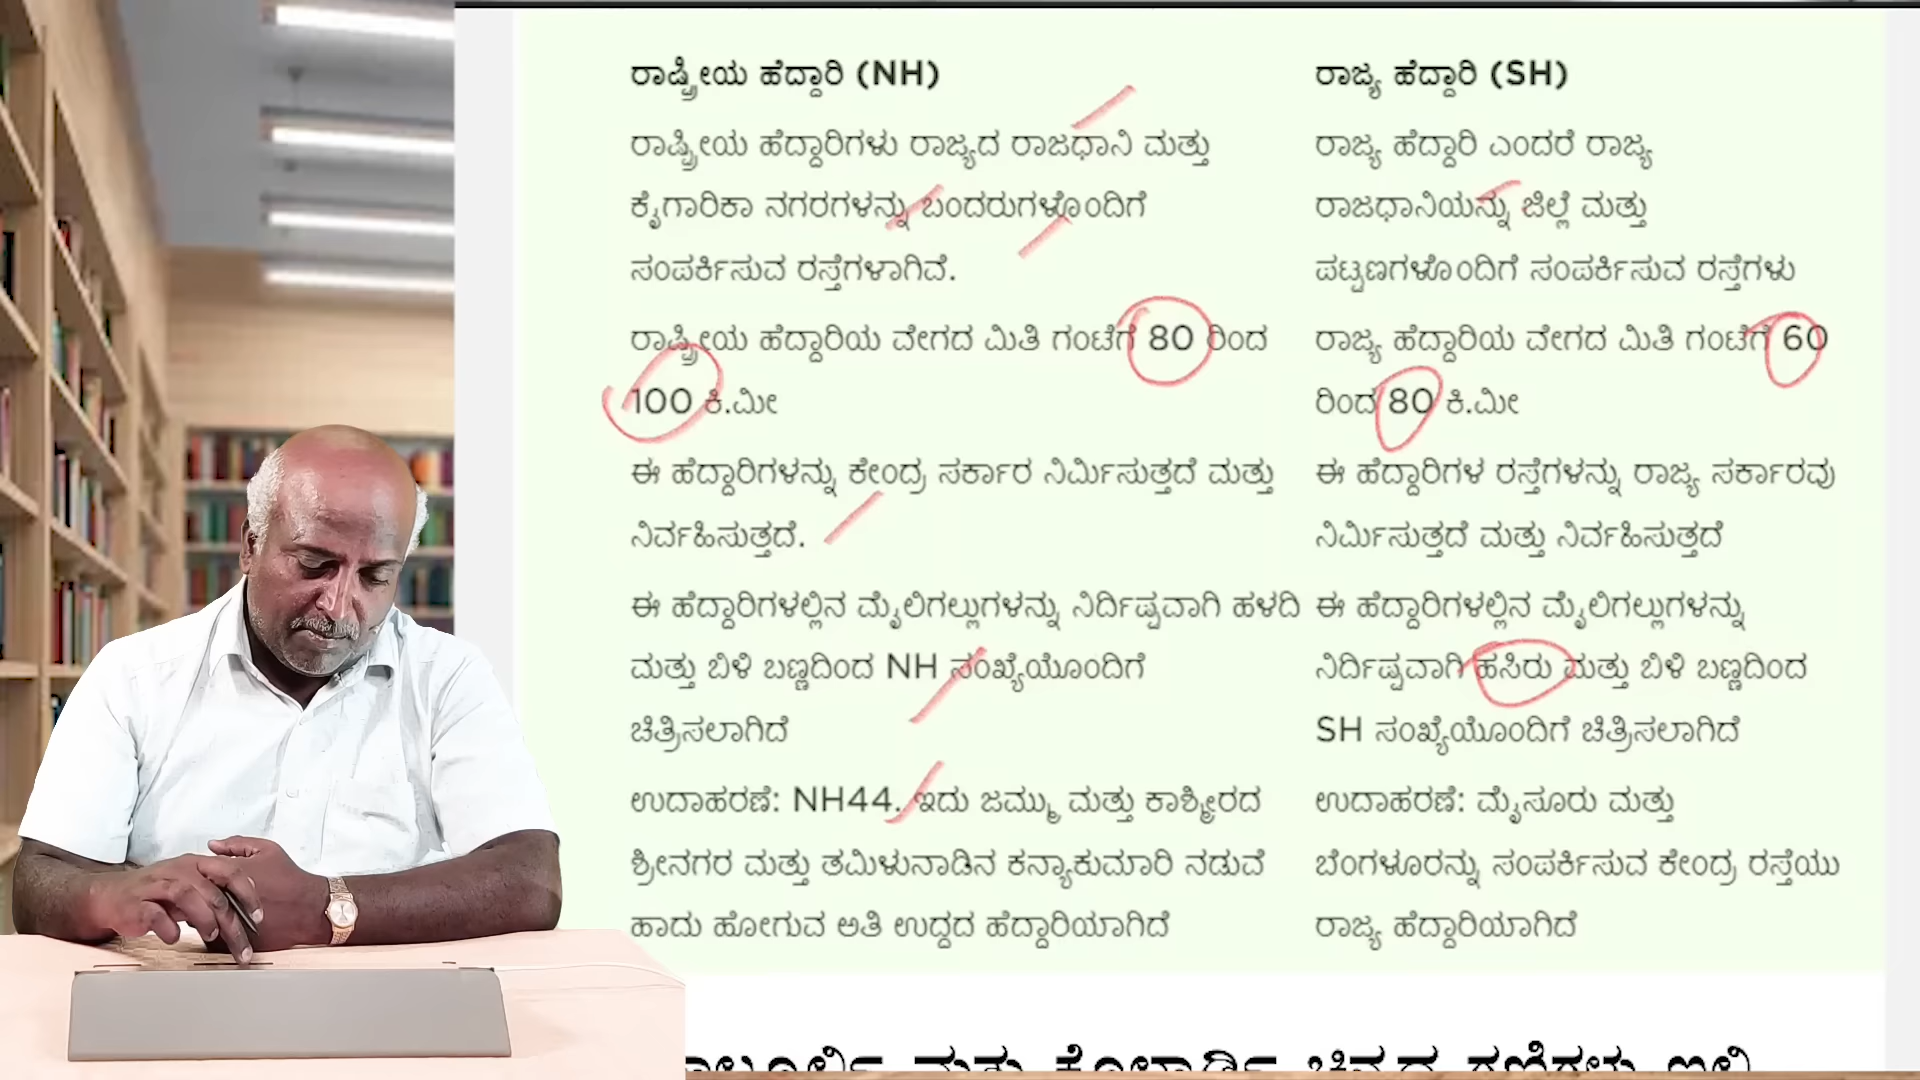 ರಾಷ್ಟ್ರೀಯ ಹೆದ್ದಾರಿ (NH)
ರಾಷ್ಟ್ರೀಯ ಹೆದ್ದಾರಿಗಳು ರಾಜ್ಯದ ರಾಜಧಾನಿ ಮತ್ತು
ಕೈಗಾರಿಕಾ ನಗರಗಳನ್ನು ಬಂದರುಗಳೊಂದಿಗೆ
ಸಂಪರ್ಕಿಸುವ ರಸ್ತೆಗಳಾಗಿವೆ.
ರಾಷ್ಟ್ರೀಯ ಹೆದ್ದಾರಿಯ ವೇಗದ ಮಿತಿ ಗಂಟೆಗೆ 80 ರಿಂದ
100 ಕಿ.ಮೀ
ಈ ಹೆದ್ದಾರಿಗಳನ್ನು ಕೇಂದ್ರ ಸರ್ಕಾರ ನಿರ್ಮಿಸುತ್ತದೆ ಮತ್ತು
ನಿರ್ವಹಿಸುತ್ತದೆ.
ಈ ಹೆದ್ದಾರಿಗಳಲ್ಲಿನ ಮೈಲಿಗಲ್ಲುಗಳನ್ನು ನಿರ್ದಿಷ್ಟವಾಗಿ ಹಳದಿ
ಮತ್ತು ಬಿಳಿ ಬಣ್ಣದಿಂದ NH ಸಂಖ್ಯೆಯೊಂದಿಗೆ
ಚಿತ್ರಿಸಲಾಗಿದೆ
ಉದಾಹರಣೆ: NH44. ಇದು ಜಮ್ಮು ಮತ್ತು ಕಾಶ್ಮೀರದ
ಶ್ರೀನಗರ ಮತ್ತು ತಮಿಳುನಾಡಿನ ಕನ್ಯಾಕುಮಾರಿ ನಡುವೆ
ಹಾದು ಹೋಗುವ ಅತಿ ಉದ್ದದ ಹೆದ್ದಾರಿಯಾಗಿದೆ
ರಾಜ್ಯ ಹೆದ್ದಾರಿ (SH)
ರಾಜ್ಯ ಹೆದ್ದಾರಿ ಎಂದರೆ ರಾಜ್ಯ
ರಾಜಧಾನಿಯನ್ನು ಜಿಲ್ಲೆ ಮತ್ತು
ಪಟ್ಟಣಗಳೊಂದಿಗೆ ಸಂಪರ್ಕಿಸುವ ರಸ್ತೆಗಳು
ರಾಜ್ಯ ಹೆದ್ದಾರಿಯ ವೇಗದ ಮಿತಿ ಗಂಟೆಗೆ 60
ರಿಂದ 80 ಕಿ.ಮೀ
ಈ ಹೆದ್ದಾರಿಗಳ ರಸ್ತೆಗಳನ್ನು ರಾಜ್ಯ ಸರ್ಕಾರವು
ನಿರ್ಮಿಸುತ್ತದೆ ಮತ್ತು ನಿರ್ವಹಿಸುತ್ತದೆ
ಈ ಹೆದ್ದಾರಿಗಳಲ್ಲಿನ ಮೈಲಿಗಲ್ಲುಗಳನ್ನು
ನಿರ್ದಿಷ್ಟವಾಗಿ ಹಸಿರು ಮತ್ತು ಬಿಳಿ ಬಣ್ಣದಿಂದ
SH ಸಂಖ್ಯೆಯೊಂದಿಗೆ ಚಿತ್ರಿಸಲಾಗಿದೆ
ಉದಾಹರಣೆ: ಮೈಸೂರು ಮತ್ತು
ಬೆಂಗಳೂರನ್ನು ಸಂಪರ್ಕಿಸುವ ಕೇಂದ್ರ ರಸ್ತೆಯು
ರಾಜ್ಯ ಹೆದ್ದಾರಿಯಾಗಿದೆ